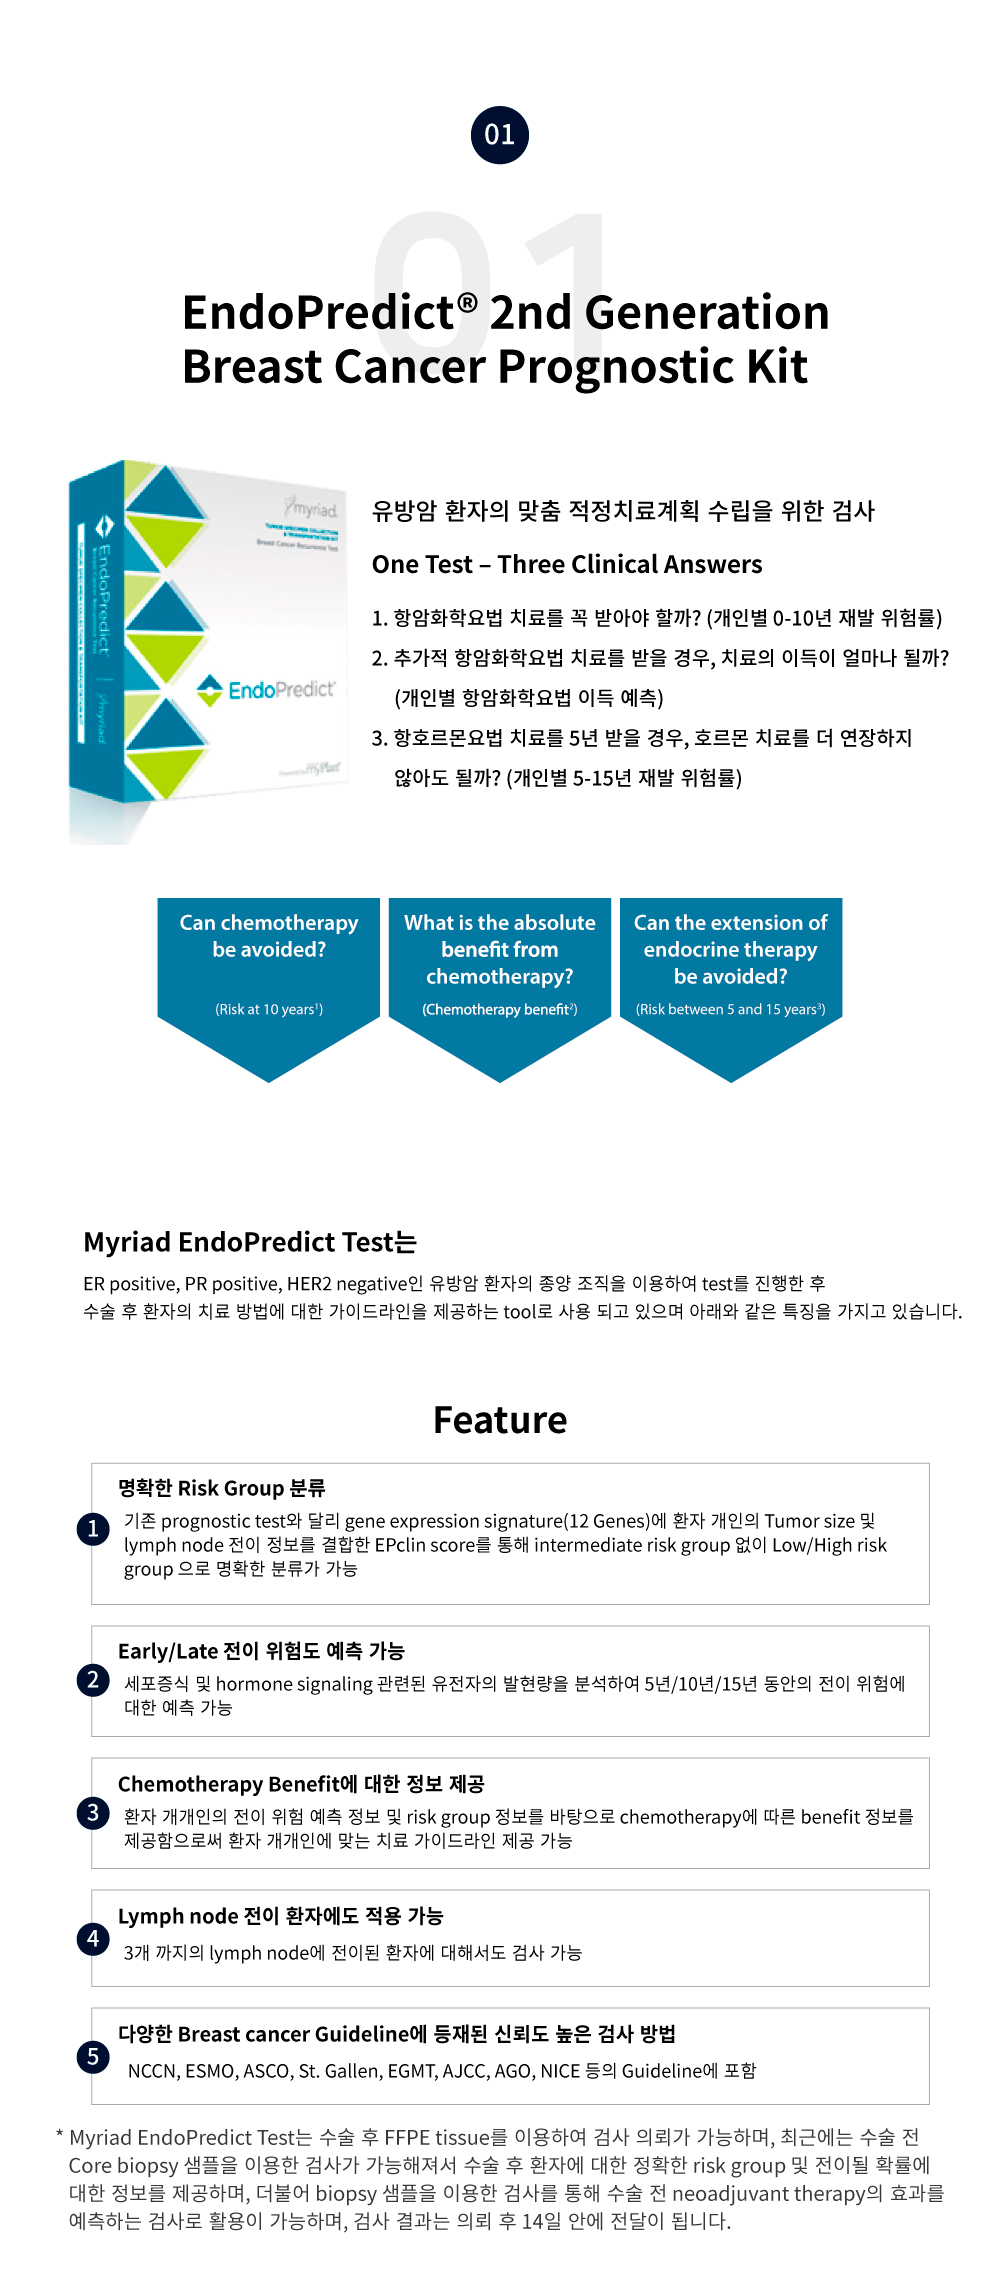 01
01
EndoPredict® 2nd Generation
Breast Cancer Prognostic Kit
myriad.
TUMOR SPECIMEN COLLECTION
& TRANSPORTATION KIT
Breast Cancer Recurrence Test
EndoPredict®
Breast Cancer Recurrence Test
myriad.
EndoPredict®
Powered by myPlan®
유방암 환자의 맞춤 적정치료계획 수립을 위한 검사
One Test – Three Clinical Answers
1. 항암화학요법 치료를 꼭 받아야 할까? (개인별 0-10년 재발 위험률)
2. 추가적 항암화학요법 치료를 받을 경우, 치료의 이득이 얼마나 될까?
(개인별 항암화학요법 이득 예측)
3. 항호르몬요법 치료를 5년 받을 경우, 호르몬 치료를 더 연장하지
않아도 될까? (개인별 5-15년 재발 위험률)
Can chemotherapy
be avoided?
(Risk at 10 years¹)
What is the absolute
benefit from
chemotherapy?
(Chemotherapy benefit²)
Can the extension of
endocrine therapy
be avoided?
(Risk between 5 and 15 years³)
Myriad EndoPredict Test는
ER positive, PR positive, HER2 negative인 유방암 환자의 종양 조직을 이용하여 test를 진행한 후
수술 후 환자의 치료 방법에 대한 가이드라인을 제공하는 tool로 사용 되고 있으며 아래와 같은 특징을 가지고 있습니다.
Feature
1
명확한 Risk Group 분류
기존 prognostic test와 달리 gene expression signature(12 Genes)에 환자 개인의 Tumor size 및
lymph node 전이 정보를 결합한 EPclin score를 통해 intermediate risk group 없이 Low/High risk
group 으로 명확한 분류가 가능
2
Early/Late 전이 위험도 예측 가능
세포증식 및 hormone signaling 관련된 유전자의 발현량을 분석하여 5년/10년/15년 동안의 전이 위험에
대한 예측 가능
3
Chemotherapy Benefit에 대한 정보 제공
환자 개개인의 전이 위험 예측 정보 및 risk group 정보를 바탕으로 chemotherapy에 따른 benefit 정보를
제공함으로써 환자 개개인에 맞는 치료 가이드라인 제공 가능
4
Lymph node 전이 환자에도 적용 가능
3개 까지의 lymph node에 전이된 환자에 대해서도 검사 가능
5
다양한 Breast cancer Guideline에 등재된 신뢰도 높은 검사 방법
NCCN, ESMO, ASCO, St. Gallen, EGMT, AJCC, AGO, NICE 등의 Guideline에 포함
* Myriad EndoPredict Test는 수술 후 FFPE tissue를 이용하여 검사 의뢰가 가능하며, 최근에는 수술 전
Core biopsy 샘플을 이용한 검사가 가능해져서 수술 후 환자에 대한 정확한 risk group 및 전이될 확률에
대한 정보를 제공하며, 더불어 biopsy 샘플을 이용한 검사를 통해 수술 전 neoadjuvant therapy의 효과를
예측하는 검사로 활용이 가능하며, 검사 결과는 의뢰 후 14일 안에 전달이 됩니다.